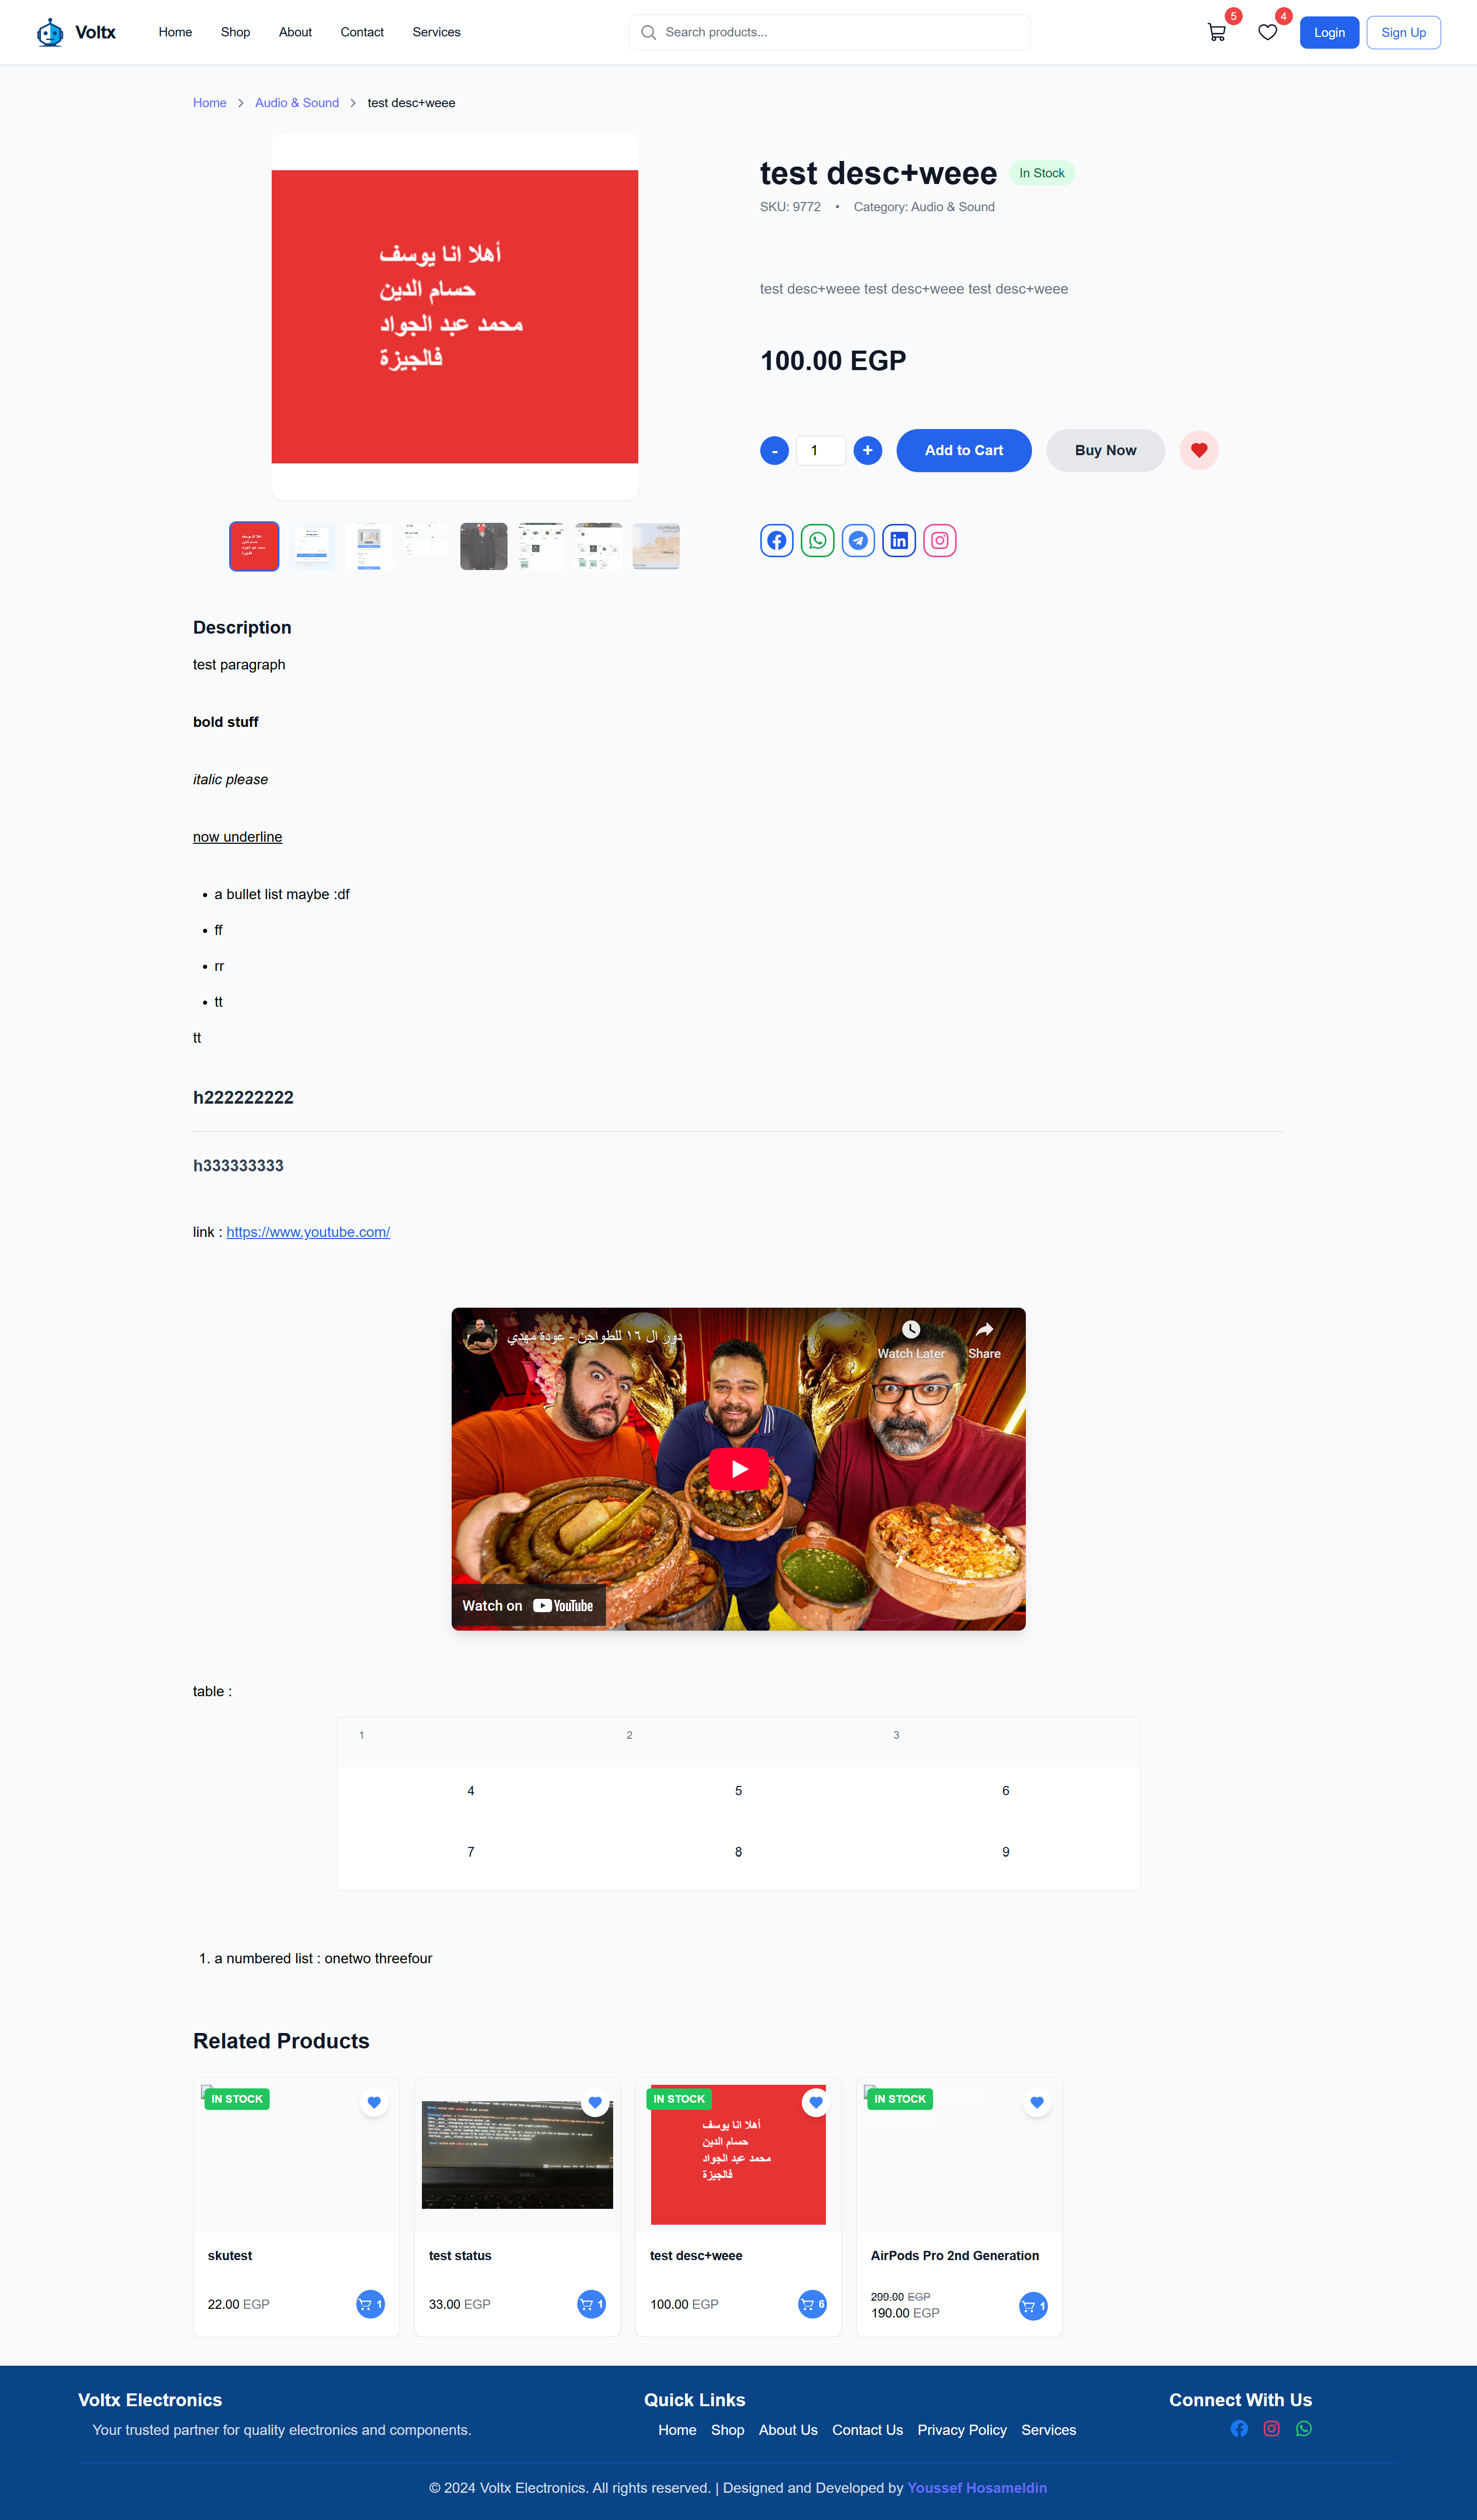 Voltx
Home
Shop
About
Contact
Services
Search products...
5
4
Login
Sign Up
Home > Audio & Sound > test desc+weee
أهلا انا يوسف
حسام الدين
محمد عبد الجواد
فالجيزة
test desc+weee
In Stock
SKU: 9772 • Category: Audio & Sound
test desc+weee test desc+weee test desc+weee
100.00 EGP
-
1
+
Add to Cart
Buy Now
Description
test paragraph
bold stuff
italic please
now underline
• a bullet list maybe :df
• ff
• rr
• tt
tt
h222222222
h333333333
link : https://www.youtube.com/
دور ال ١٦ للطواجن - عودة مهدي
Watch Later
Share
Watch on YouTube
table :
1 2 3
4 5 6
7 8 9
1. a numbered list : onetwo threefour
Related Products
IN STOCK
skutest
22.00 EGP
1
test status
33.00 EGP
1
IN STOCK
أهلا انا يوسف
حسام الدين
محمد عبد الجواد
فالجيزة
test desc+weee
100.00 EGP
6
IN STOCK
AirPods Pro 2nd Generation
299.00 EGP
190.00 EGP
1
Voltx Electronics
Your trusted partner for quality electronics and components.
Quick Links
Home Shop About Us Contact Us Privacy Policy Services
Connect With Us
© 2024 Voltx Electronics. All rights reserved. | Designed and Developed by Youssef Hosameldin